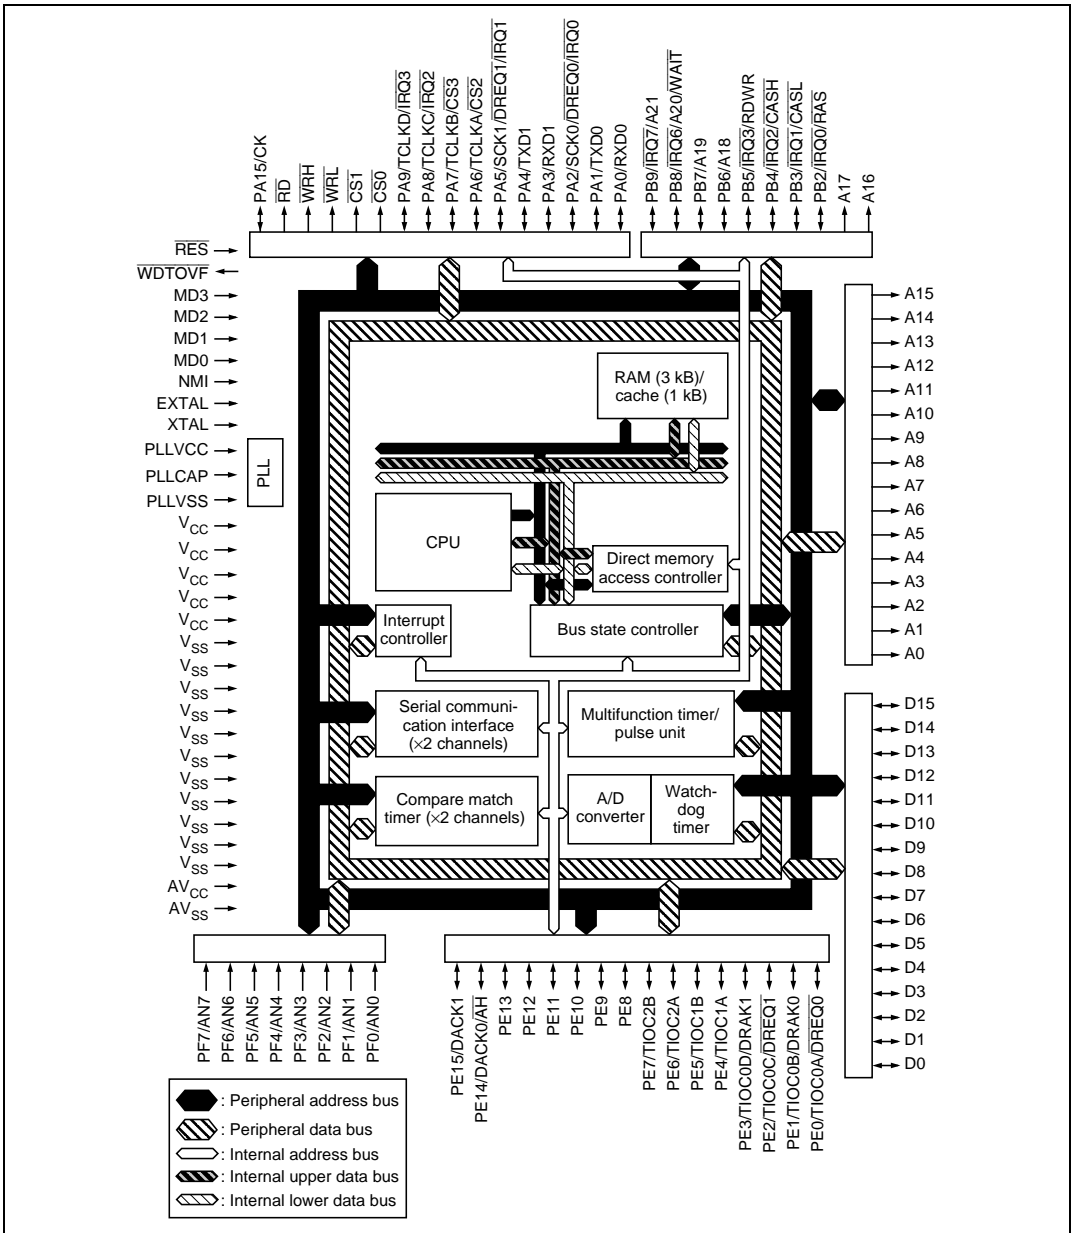 PA15/CK
RD
WRH
WRL
CS1
CS0
PA9/TCLKD/IRQ3
PA8/TCLKC/IRQ2
PA7/TCLKB/CS3
PA6/TCLKA/CS2
PA5/SCK1/DREQ1/IRQ1
PA4/TXD1
PA3/RXD1
PA2/SCK0/DREQ0/IRQ0
PA1/TXD0
PA0/RXD0
PB9/IRQ7/A21
PB8/IRQ6/A20/WAIT
PB7/A19
PB6/A18
PB5/IRQ3/RDWR
PB4/IRQ2/CASH
PB3/IRQ1/CASL
PB2/IRQ0/RAS
A17
A16
RES
WDTOVF
MD3
MD2
MD1
MD0
NMI
EXTAL
XTAL
PLLVCC
PLLCAP
PLLVSS
VCC
VCC
VCC
VCC
VCC
VSS
VSS
VSS
VSS
VSS
VSS
VSS
VSS
VSS
VSS
VSS
AVCC
AVSS
PLL
RAM (3 kB)/
cache (1 kB)
CPU
Direct memory
access controller
Interrupt
controller
Bus state controller
Serial communi-
cation interface
(×2 channels)
Multifunction timer/
pulse unit
Compare match
timer (×2 channels)
A/D
converter
Watch-
dog
timer
A15
A14
A13
A12
A11
A10
A9
A8
A7
A6
A5
A4
A3
A2
A1
A0
D15
D14
D13
D12
D11
D10
D9
D8
D7
D6
D5
D4
D3
D2
D1
D0
PF7/AN7
PF6/AN6
PF5/AN5
PF4/AN4
PF3/AN3
PF2/AN2
PF1/AN1
PF0/AN0
PE15/DACK1
PE14/DACK0/AH
PE13
PE12
PE11
PE10
PE9
PE8
PE7/TIOC2B
PE6/TIOC2A
PE5/TIOC1B
PE4/TIOC1A
PE3/TIOC0D/DRAK1
PE2/TIOC0C/DREQ1
PE1/TIOC0B/DRAK0
PE0/TIOC0A/DREQ0
: Peripheral address bus
: Peripheral data bus
: Internal address bus
: Internal upper data bus
: Internal lower data bus